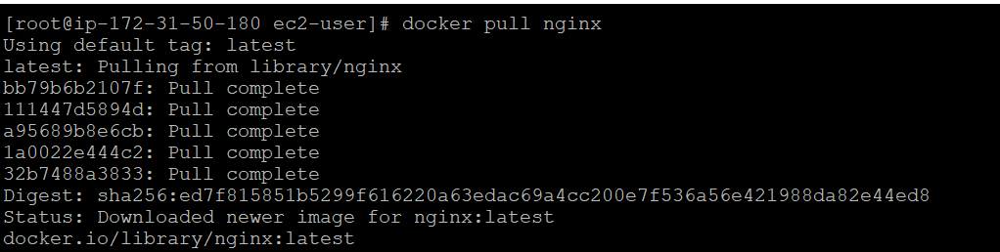 [root@ip-172-31-50-180 ec2-user]# docker pull nginx
Using default tag: latest
latest: Pulling from library/nginx
bb79b6b2107f: Pull complete
111447d5894d: Pull complete
a95689b8e6cb: Pull complete
1a0022e444c2: Pull complete
32b7488a3833: Pull complete
Digest: sha256:ed7f815851b5299f616220a63edac69a4cc200e7f536a56e421988da82e44ed8
Status: Downloaded newer image for nginx:latest
docker.io/library/nginx:latest